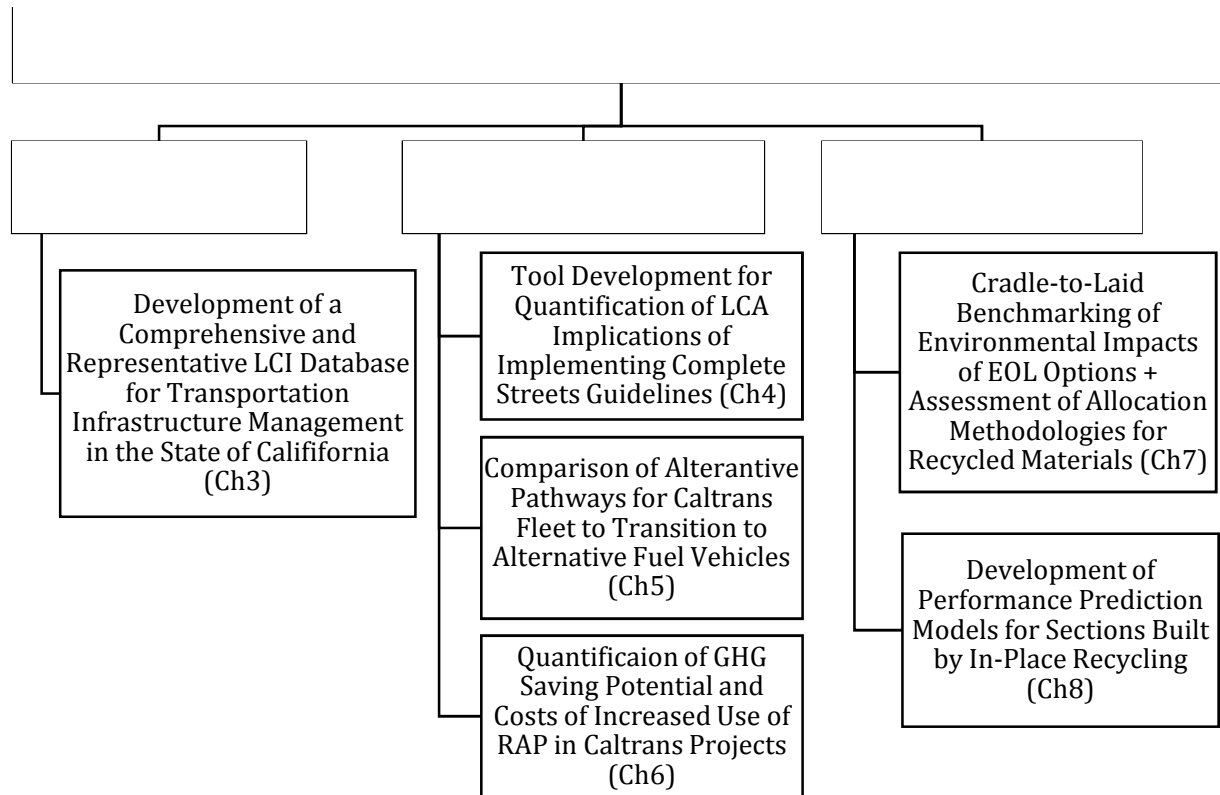 Development of a
Comprehensive and
Representative LCI Database
for Transportation
Infrastructure Management
in the State of Calififornia
(Ch3)
Tool Development for
Quantification of LCA
Implications of
Implementing Complete
Streets Guidelines (Ch4)
Comparison of Alterantive
Pathways for Caltrans
Fleet to Transition to
Alternative Fuel Vehicles
(Ch5)
Quantificaion of GHG
Saving Potential and
Costs of Increased Use of
RAP in Caltrans Projects
(Ch6)
Cradle-to-Laid
Benchmarking of
Environmental Impacts
of EOL Options +
Assessment of Allocation
Methodologies for
Recycled Materials (Ch7)
Development of
Performance Prediction
Models for Sections Built
by In-Place Recycling
(Ch8)